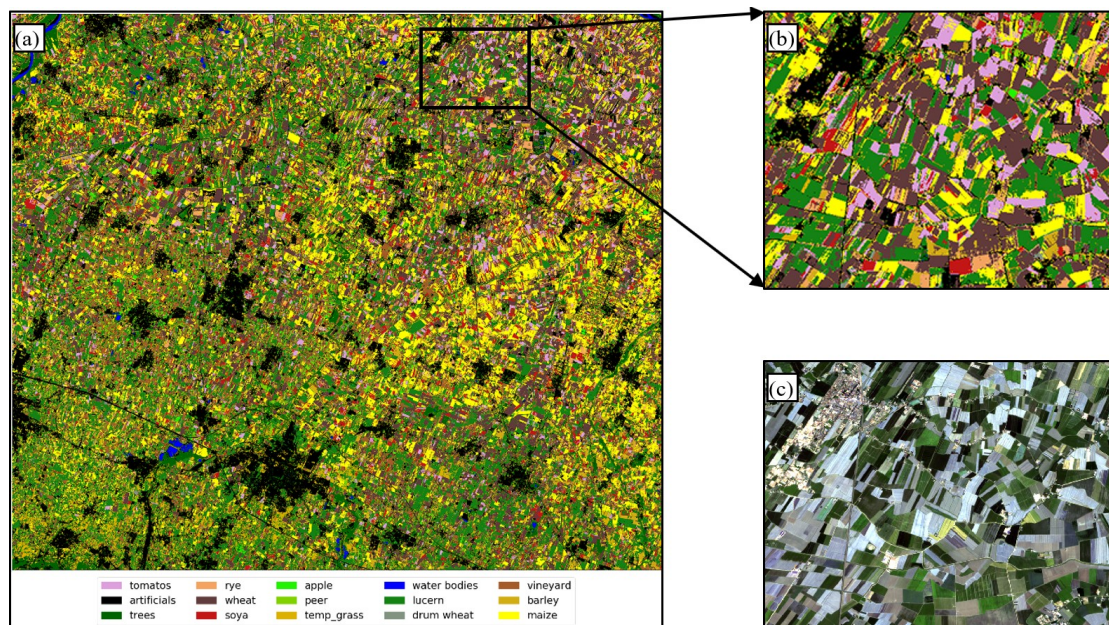 (a)
(b)
(c)
tomatos rye apple water bodies vineyard
artificials wheat peer lucern barley
trees soya temp_grass drum wheat maize